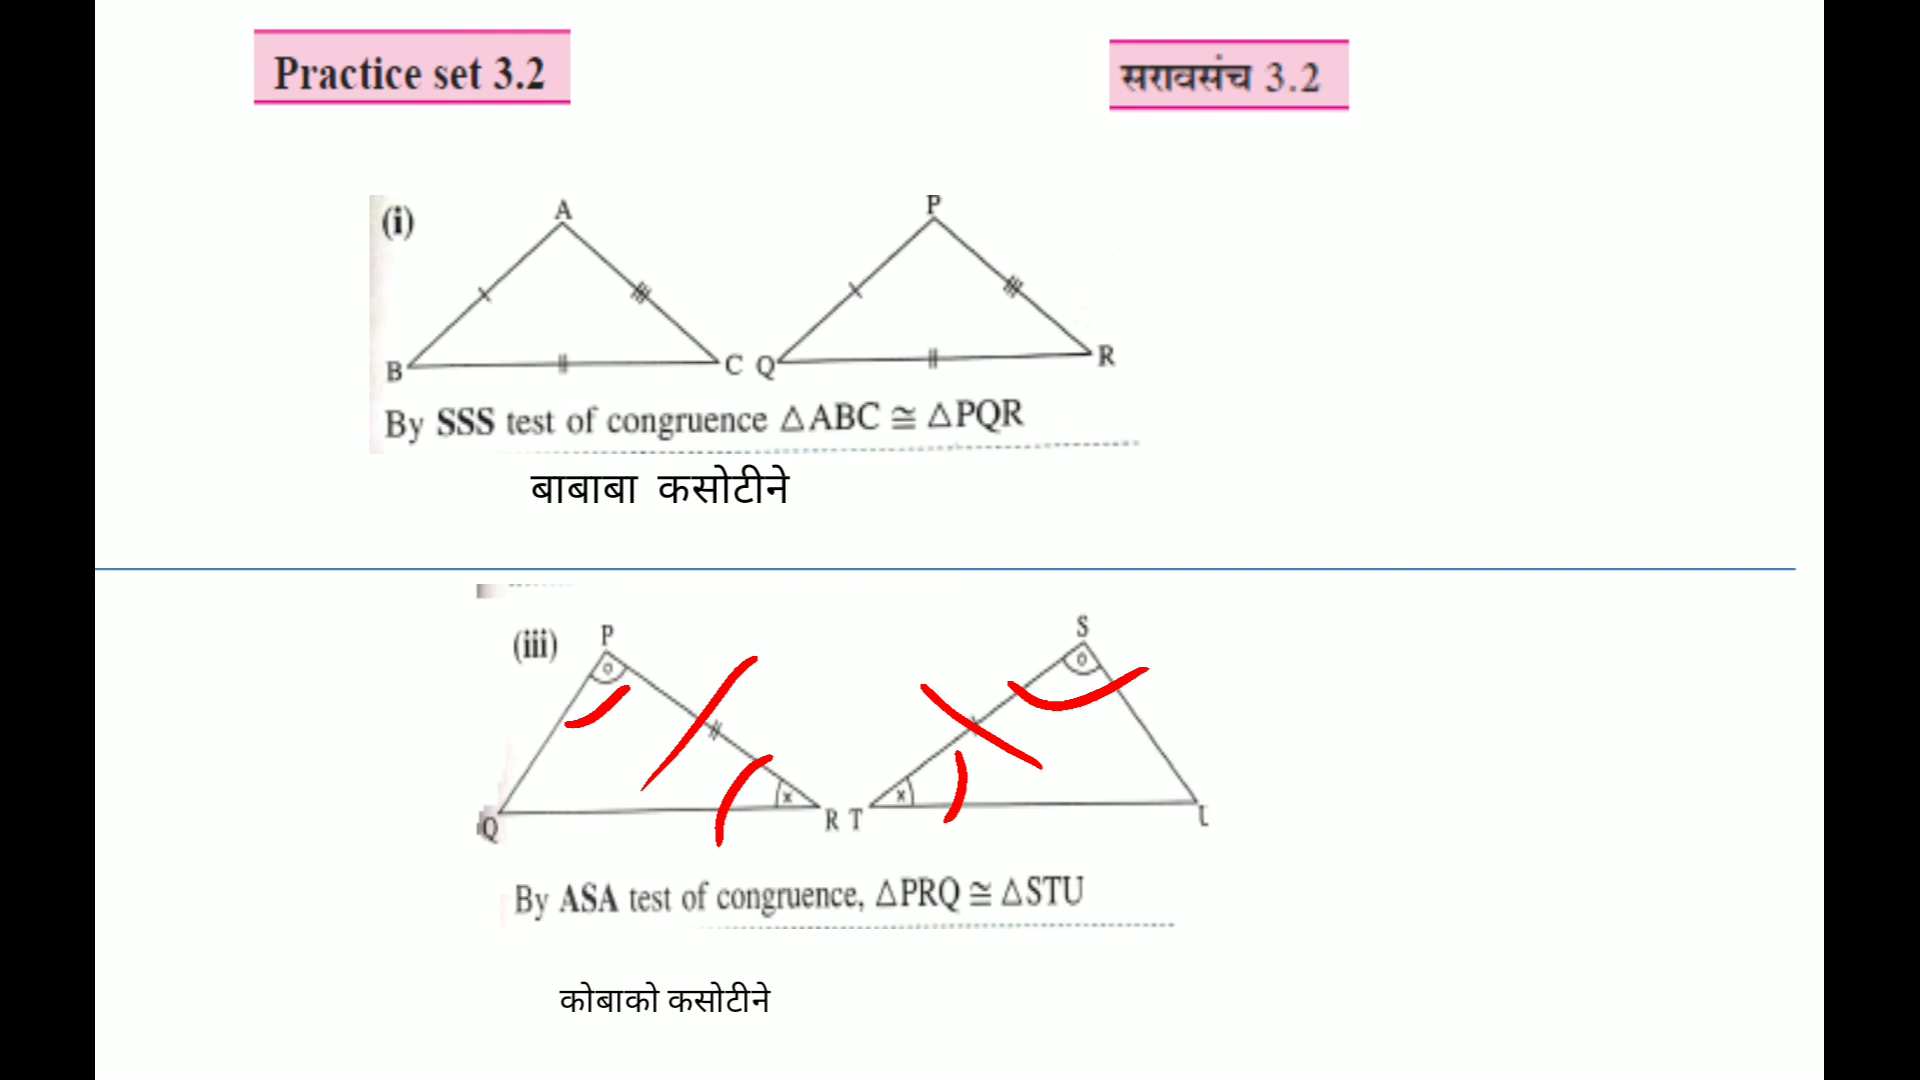 Practice set 3.2
सरावसंच 3.2
(i)
A
P
B
C
Q
R
By SSS test of congruence △ABC ≅ △PQR
बाबाबा कसोटीने
(iii)
P
S
o
o
x
x
Q
R
T
By ASA test of congruence, △PRQ ≅ △STU
कोबाको कसोटीने